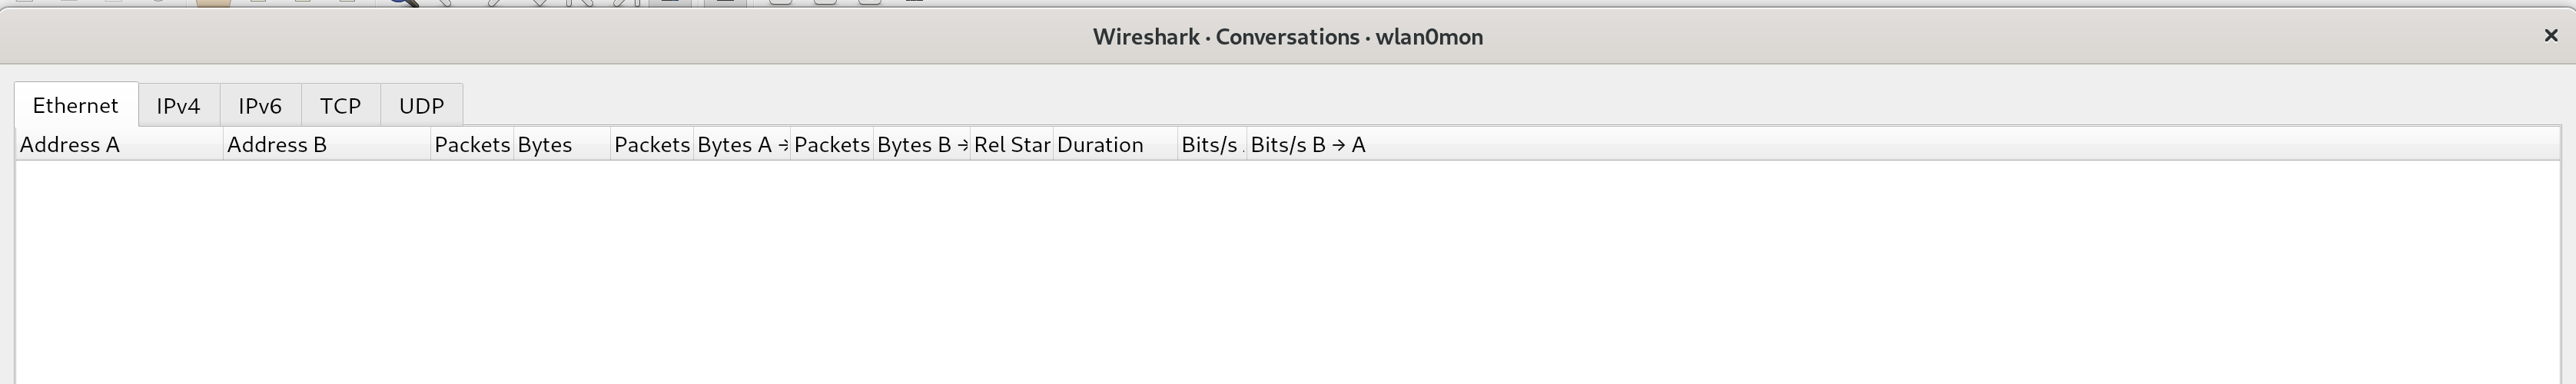 Wireshark · Conversations · wlan0mon
Ethernet IPv4 IPv6 TCP UDP
Address A Address B Packets Bytes Packets Bytes A → Packets Bytes B → Rel Star Duration Bits/s Bits/s B → A